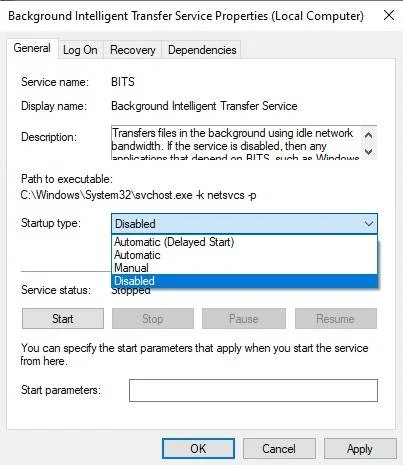 Background Intelligent Transfer Service Properties (Local Computer)
General Log On Recovery Dependencies
Service name: BITS
Display name: Background Intelligent Transfer Service
Description: Transfers files in the background using idle network
bandwidth. If the service is disabled, then any
applications that depend on BITS, such as Windows
Path to executable:
C:\Windows\System32\svchost.exe -k netsvcs -p
Startup type: Disabled
Automatic (Delayed Start)
Automatic
Manual
Disabled
Service status: Stopped
Start Stop Pause Resume
You can specify the start parameters that apply when you start the service
from here.
Start parameters:
OK Cancel Apply